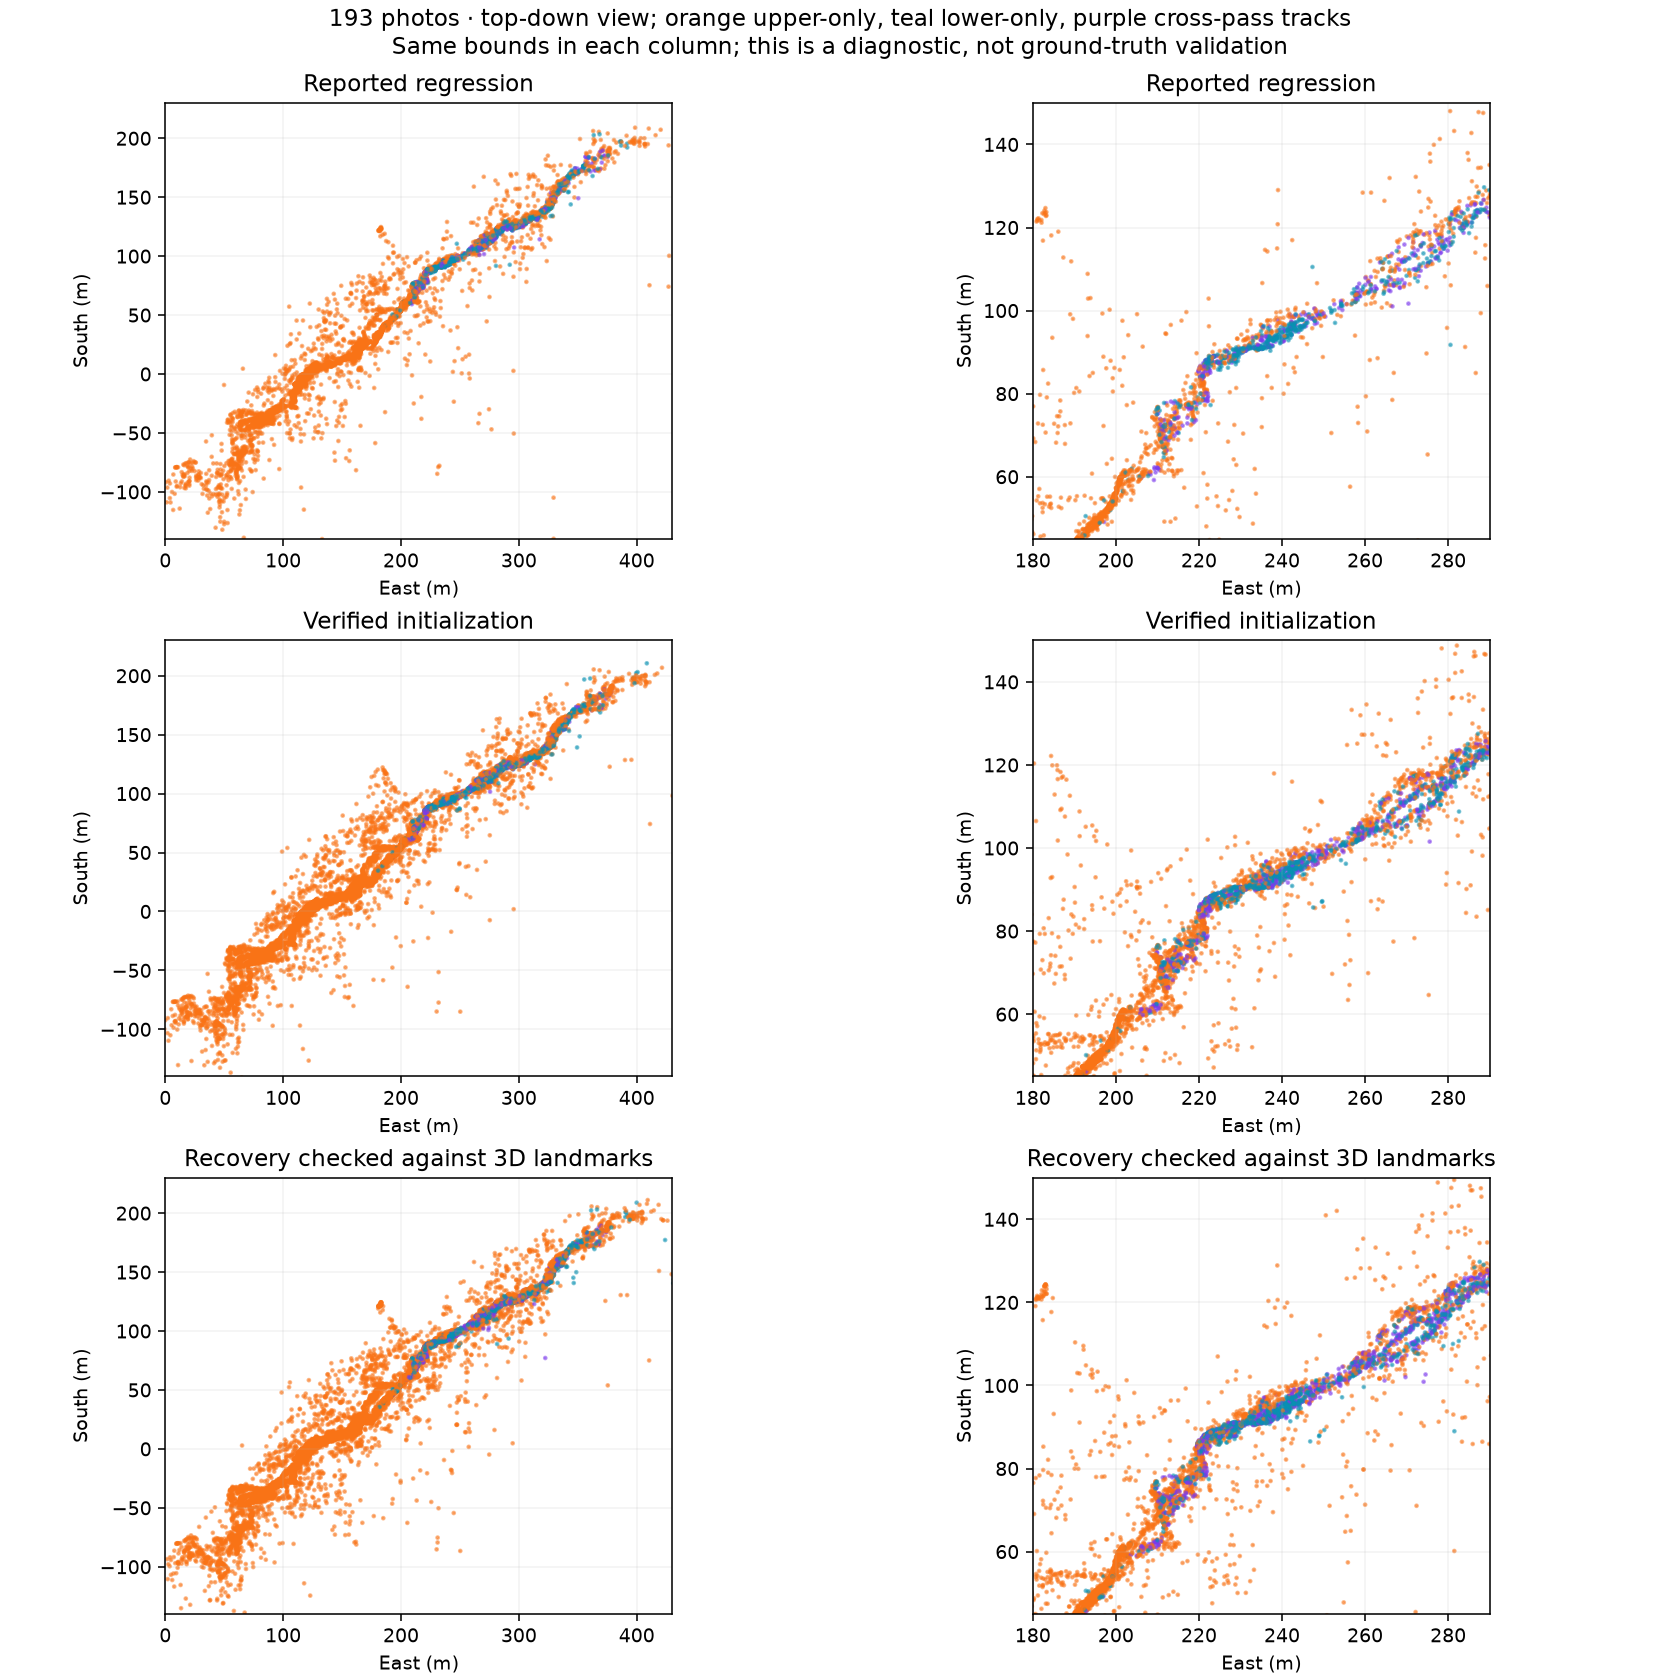 193 photos · top-down view; orange upper-only, teal lower-only, purple cross-pass tracks
Same bounds in each column; this is a diagnostic, not ground-truth validation
Reported regression
200
150
100
50
0
−50
−100
South (m)
0 100 200 300 400
East (m)
Reported regression
140
120
100
80
60
South (m)
180 200 220 240 260 280
East (m)
Verified initialization
200
150
100
50
0
−50
−100
South (m)
0 100 200 300 400
East (m)
Verified initialization
140
120
100
80
60
South (m)
180 200 220 240 260 280
East (m)
Recovery checked against 3D landmarks
200
150
100
50
0
−50
−100
South (m)
0 100 200 300 400
East (m)
Recovery checked against 3D landmarks
140
120
100
80
60
South (m)
180 200 220 240 260 280
East (m)